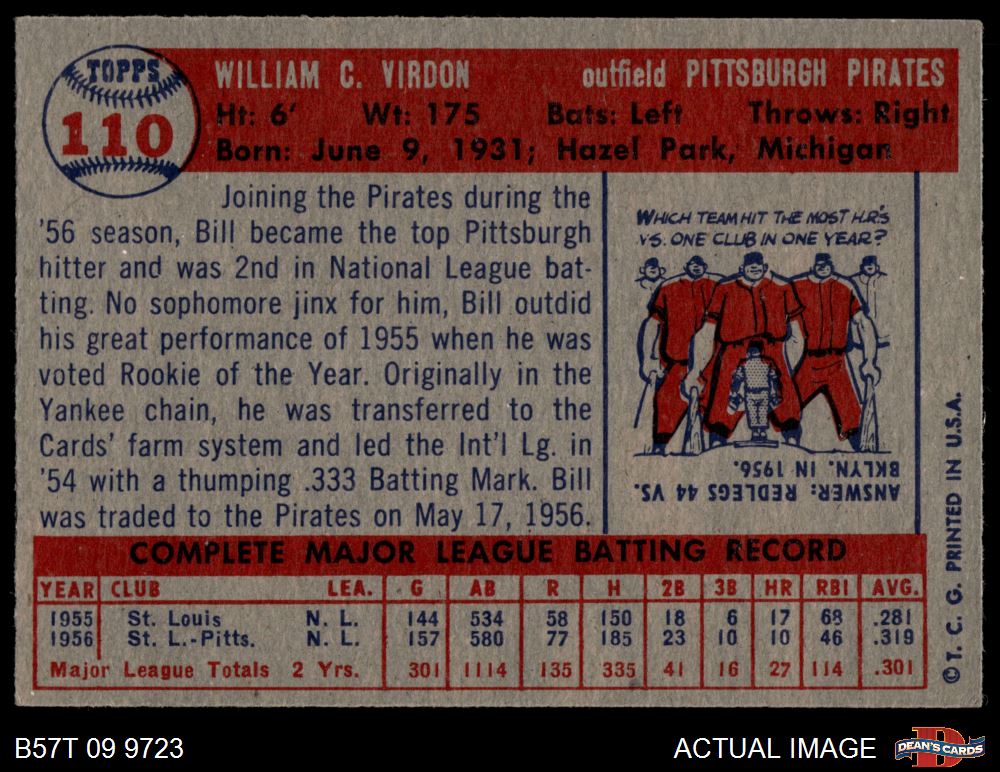 TOPPS
110
WILLIAM C. VIRDON outfield PITTSBURGH PIRATES
Ht: 6' Wt: 175 Bats: Left Throws: Right
Born: June 9, 1931; Hazel Park, Michigan
Joining the Pirates during the
'56 season, Bill became the top Pittsburgh
hitter and was 2nd in National League bat-
ting. No sophomore jinx for him, Bill outdid
his great performance of 1955 when he was
voted Rookie of the Year. Originally in the
Yankee chain, he was transferred to the
Cards' farm system and led the Int'l Lg. in
'54 with a thumping .333 Batting Mark. Bill
was traded to the Pirates on May 17, 1956.
WHICH TEAM HIT THE MOST H.R'S
VS. ONE CLUB IN ONE YEAR?
ANSWER: REDLEGS 44 VS.
BKLYN. IN 1956.
COMPLETE MAJOR LEAGUE BATTING RECORD
YEAR CLUB LEA. G AB R H 2B 3B HR RBI AVG.
1955 St. Louis N. L. 144 534 58 150 18 6 17 68 .281
1956 St. L.-Pitts. N. L. 157 580 77 185 23 10 10 46 .319
Major League Totals 2 Yrs. 301 1114 135 335 41 16 27 114 .301
© T. C. G. PRINTED IN U.S.A.
B57T 09 9723
ACTUAL IMAGE
D
DEAN'S CARDS